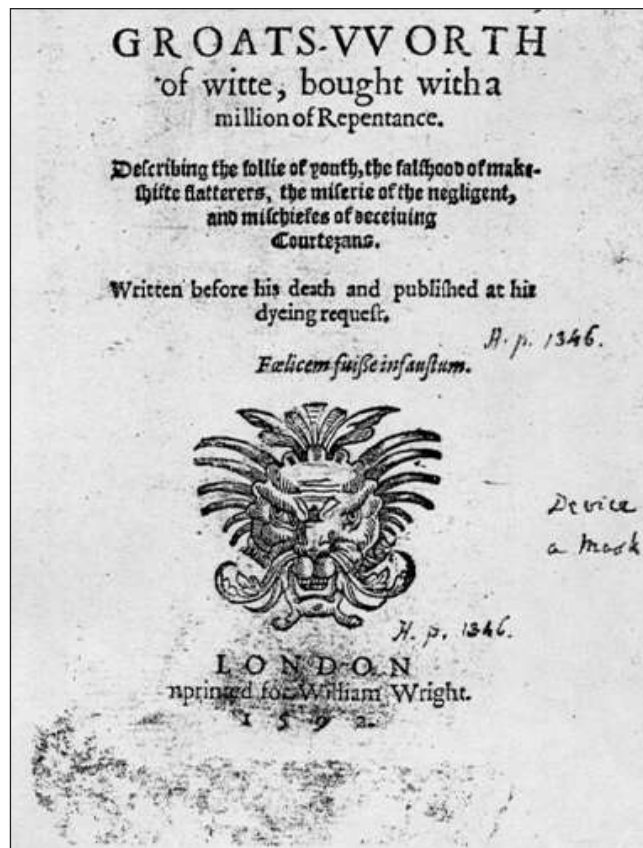 GROATS-VVORTH
of witte, bought with a
million of Repentance.
Deſcribing the follie of youth, the falſhood of make-
ſhifte flatterers, the miſerie of the negligent,
and miſchiefes of deceiuing
Courtezans.
Written before his death and publiſhed at his
dyeing requeſt.
H. p. 1346.
Fœlicem fuiſſe infauſtum.
Device
a Mask
H. p. 1346.
LONDON
nprinted for William Wright.
1592.